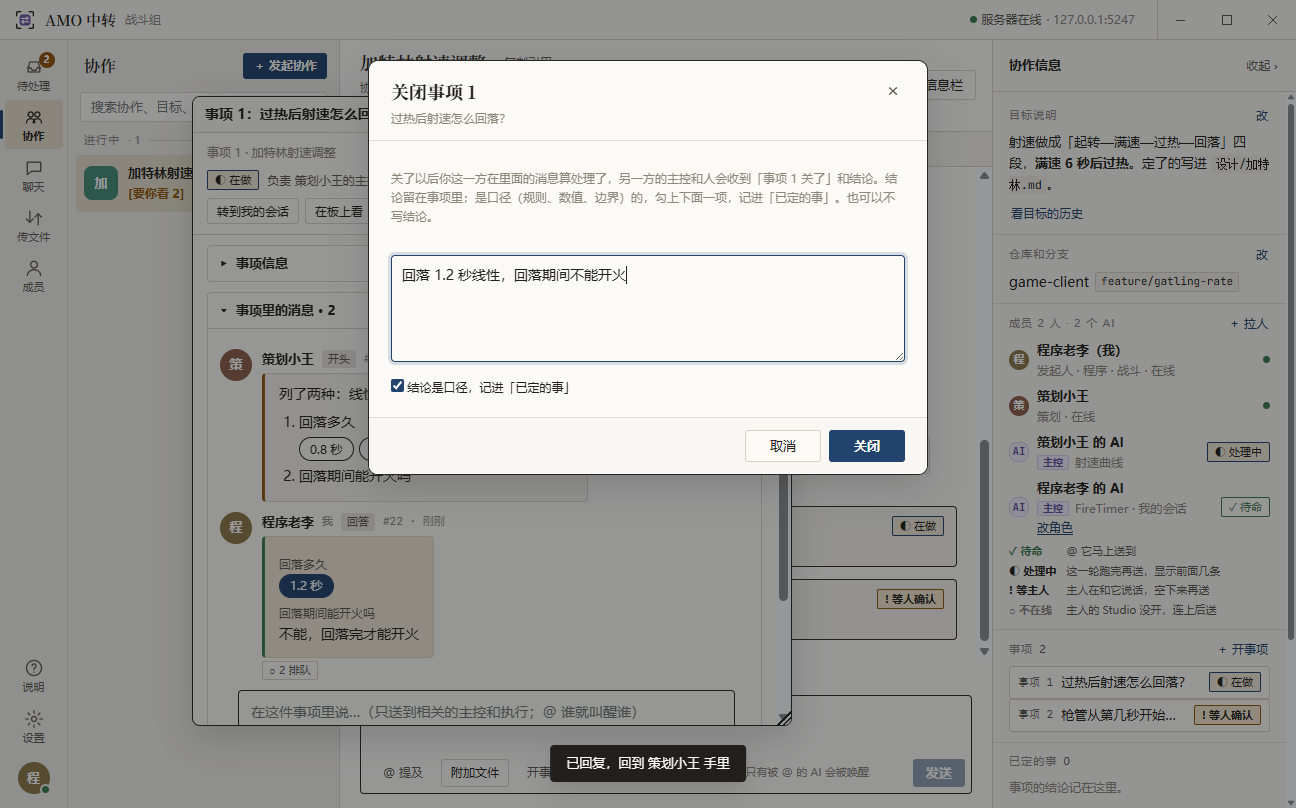 AMO 中转 战斗组
服务器在线 · 127.0.0.1:5247
2
待处理
协作
聊天
传文件
成员
说明
设置
程
协作
+ 发起协作
搜索协作、目标、
进行中 · 1
加
加特林射速
[要你看 2]
加特林射速调整
信息栏
事项 1：过热后射速怎么回
事项 1 · 加特林射速调整
在做
负责 策划小王的主
转到我的会话
在板上看
▸ 事项信息
▾ 事项里的消息 • 2
策
策划小王 开头
列了两种：线
1. 回落多久
0.8 秒
2. 回落期间能开火吗
程
程序老李 我 回答 #22 · 刚刚
回落多久
1.2 秒
回落期间能开火吗
不能，回落完才能开火
○ 2 排队
在这件事项里说…（只送到相关的主控和执行；@ 谁就叫醒谁）
关闭事项 1
过热后射速怎么回落？
关了以后你这一方在里面的消息算处理了，另一方的主控和人会收到「事项 1 关了」和结论。结
论留在事项里；是口径（规则、数值、边界）的，勾上下面一项，记进「已定的事」。也可以不
写结论。
回落 1.2 秒线性，回落期间不能开火
结论是口径，记进「已定的事」
取消
关闭
在做
! 等人确认
@ 提及
附加文件
开事
只有被 @ 的 AI 会被唤醒
发送
已回复，回到 策划小王 手里
协作信息
收起 ›
目标说明
改
射速做成「起转—满速—过热—回落」四
段，满速 6 秒后过热。定了的写进 设计/加特
林.md 。
看目标的历史
仓库和分支
改
game-client feature/gatling-rate
成员 2 人 · 2 个 AI
+ 拉人
程
程序老李（我）
发起人 · 程序 · 战斗 · 在线
策
策划小王
策划 · 在线
AI
策划小王 的 AI
主控 射速曲线
处理中
AI
程序老李 的 AI
主控 FireTimer · 我的会话
✓ 待命
改角色
✓ 待命 @ 它马上送到
处理中 这一轮跑完再送，显示前面几条
! 等主人 主人在和它说话，空下来再送
○ 不在线 主人的 Studio 没开，连上后送
事项 2
+ 开事项
事项 1 过热后射速怎么回落？ 在做
事项 2 枪管从第几秒开始... ! 等人确认
已定的事 0
事项的结论记在这里。